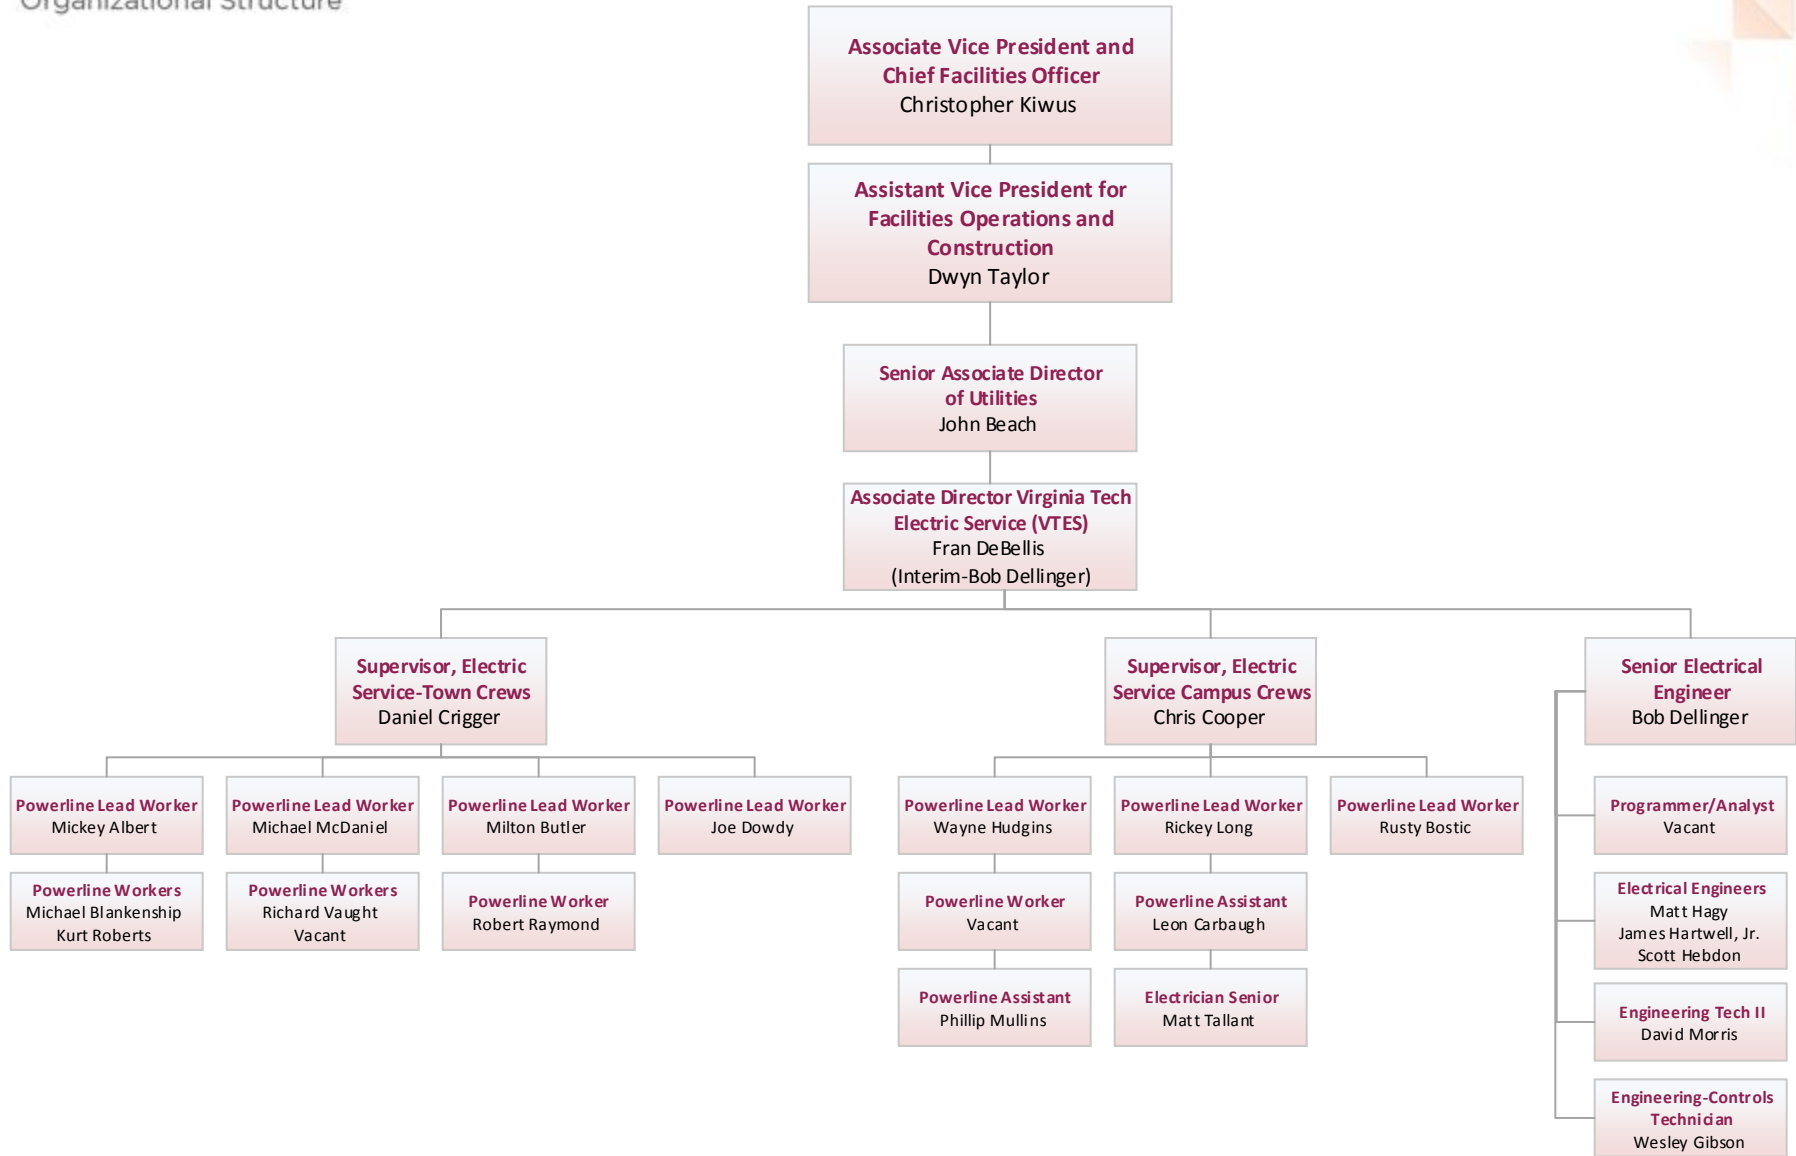 Organizational Structure
Associate Vice President and
Chief Facilities Officer
Christopher Kiwus
Assistant Vice President for
Facilities Operations and
Construction
Dwyn Taylor
Senior Associate Director
of Utilities
John Beach
Associate Director Virginia Tech
Electric Service (VTES)
Fran DeBellis
(Interim-Bob Dellinger)
Supervisor, Electric
Service-Town Crews
Daniel Crigger
Supervisor, Electric
Service Campus Crews
Chris Cooper
Senior Electrical
Engineer
Bob Dellinger
Powerline Lead Worker
Mickey Albert
Powerline Lead Worker
Michael McDaniel
Powerline Lead Worker
Milton Butler
Powerline Lead Worker
Joe Dowdy
Powerline Lead Worker
Wayne Hudgins
Powerline Lead Worker
Rickey Long
Powerline Lead Worker
Rusty Bostic
Programmer/Analyst
Vacant
Powerline Workers
Michael Blankenship
Kurt Roberts
Powerline Workers
Richard Vaught
Vacant
Powerline Worker
Robert Raymond
Powerline Worker
Vacant
Powerline Assistant
Leon Carbaugh
Electrical Engineers
Matt Hagy
James Hartwell, Jr.
Scott Hebdon
Powerline Assistant
Phillip Mullins
Electrician Senior
Matt Tallant
Engineering Tech II
David Morris
Engineering-Controls
Technician
Wesley Gibson